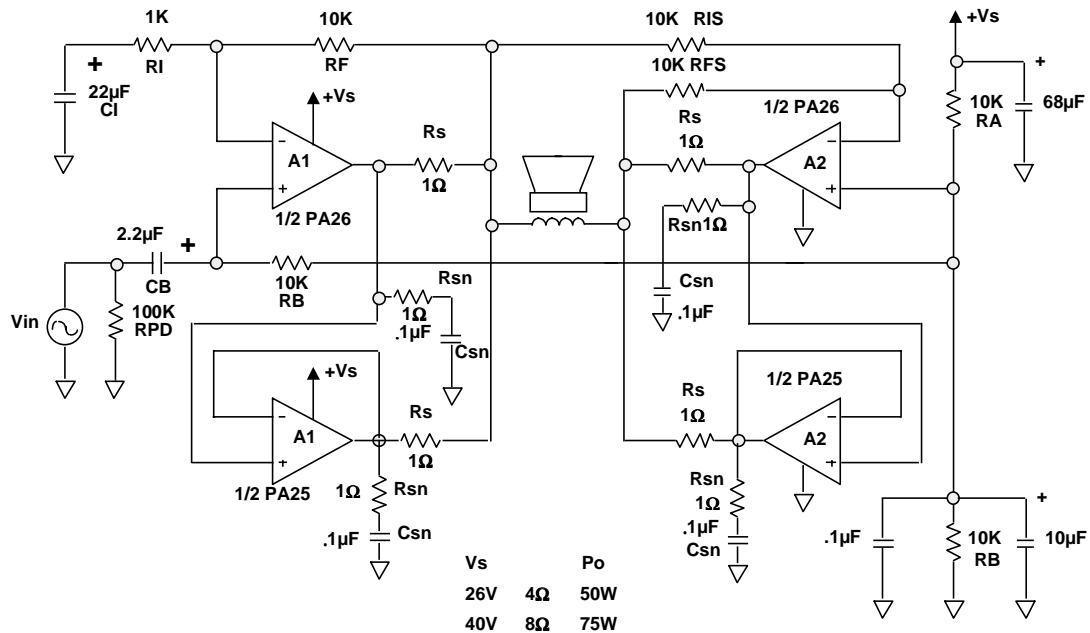 1K
RI
10K
RF
10K RIS
10K RFS
+Vs
+
22µF
CI
+Vs
A1
1/2 PA26
Rs
1Ω
Rs
1Ω
1/2 PA26
A2
10K
RA
+
68µF
2.2µF
+
CB
10K
RB
Rsn
1Ω
.1µF
Csn
Rsn1Ω
Csn
.1µF
Vin
100K
RPD
+Vs
A1
1/2 PA25
Rs
1Ω
1Ω
Rsn
.1µF
Csn
1/2 PA25
A2
Rs
1Ω
Rsn
1Ω
.1µF
Csn
.1µF
10K
RB
+
10µF
Vs Po
26V 4Ω 50W
40V 8Ω 75W